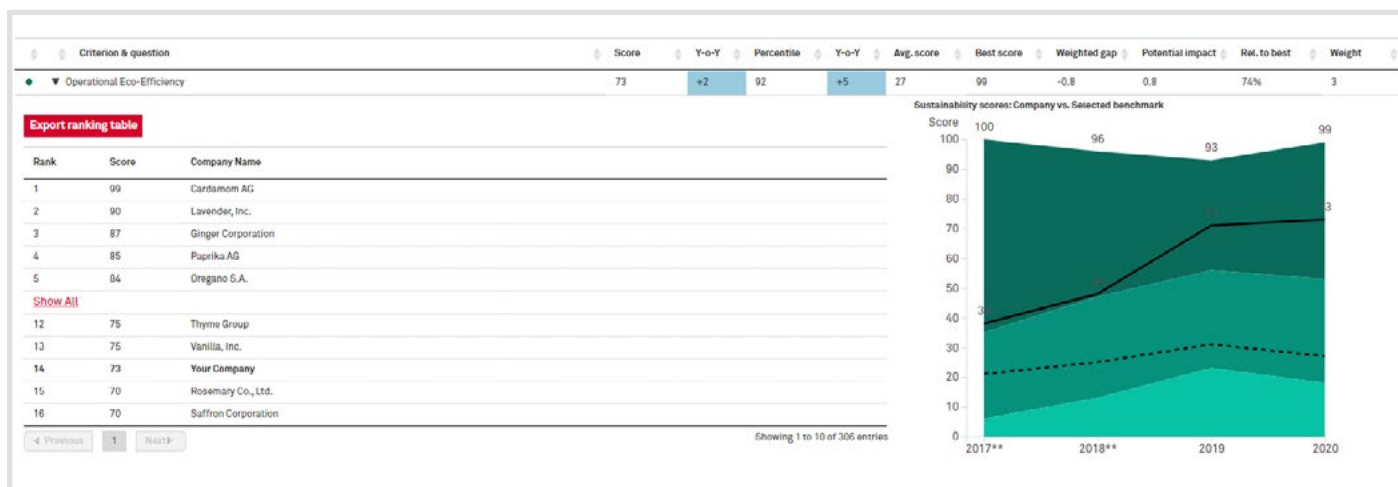 Criterion & question Score Y-o-Y Percentile Y-o-Y Avg. score Best score Weighted gap Potential impact Rel. to best Weight
▼ Operational Eco-Efficiency 73 +2 92 +5 27 99 -0.8 0.8 74% 3
Export ranking table
Rank Score Company Name
1 99 Cardamom AG
2 90 Lavender, Inc.
3 87 Ginger Corporation
4 85 Paprika AG
5 84 Oregano S.A.
Show All
12 75 Thyme Group
13 75 Vanilla, Inc.
14 73 Your Company
15 70 Rosemary Co., Ltd.
16 70 Saffron Corporation
Previous 1 Next
Showing 1 to 10 of 306 entries
Sustainability scores: Company vs. Selected benchmark
Score
100 96 93 99
100
90
80
70
60
50
40
30
20
10
0
3
3
2017** 2018** 2019 2020